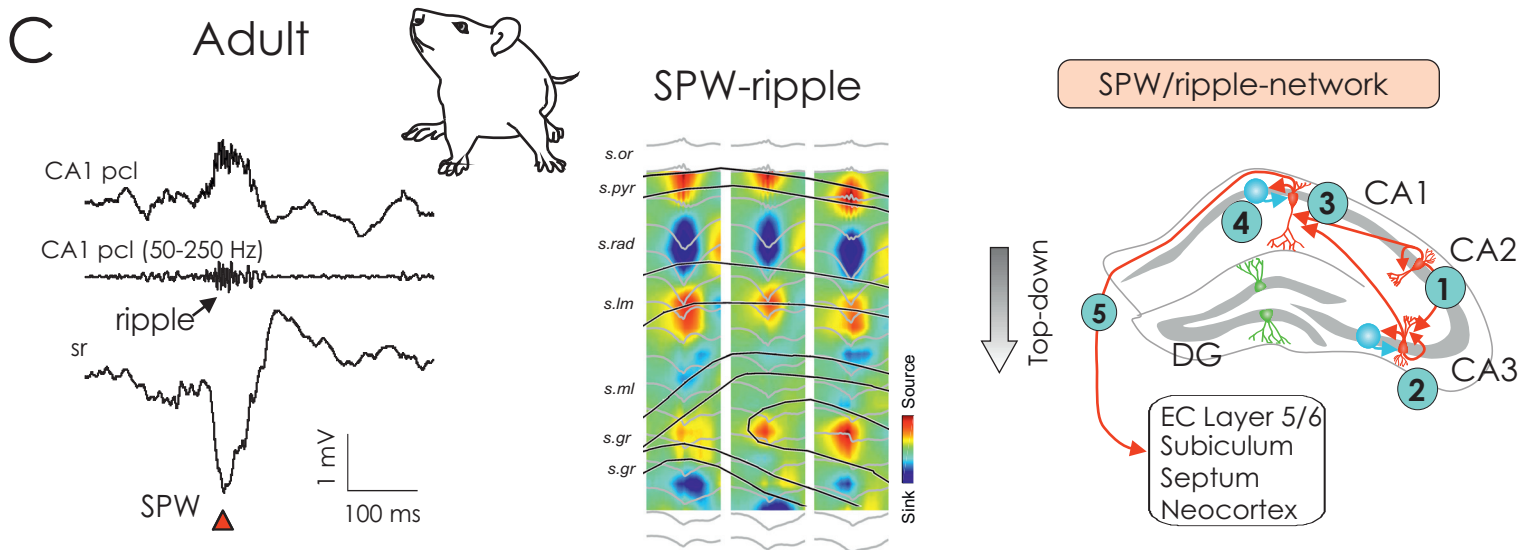 C
Adult
CA1 pcl
CA1 pcl (50-250 Hz)
ripple
sr
SPW
1 mV
100 ms
SPW-ripple
s.or
s.pyr
s.rad
s.lm
s.ml
s.gr
s.gr
Sink
Source
SPW/ripple-network
Top-down
CA1
3
4
CA2
1
5
DG
CA3
2
EC Layer 5/6
Subiculum
Septum
Neocortex